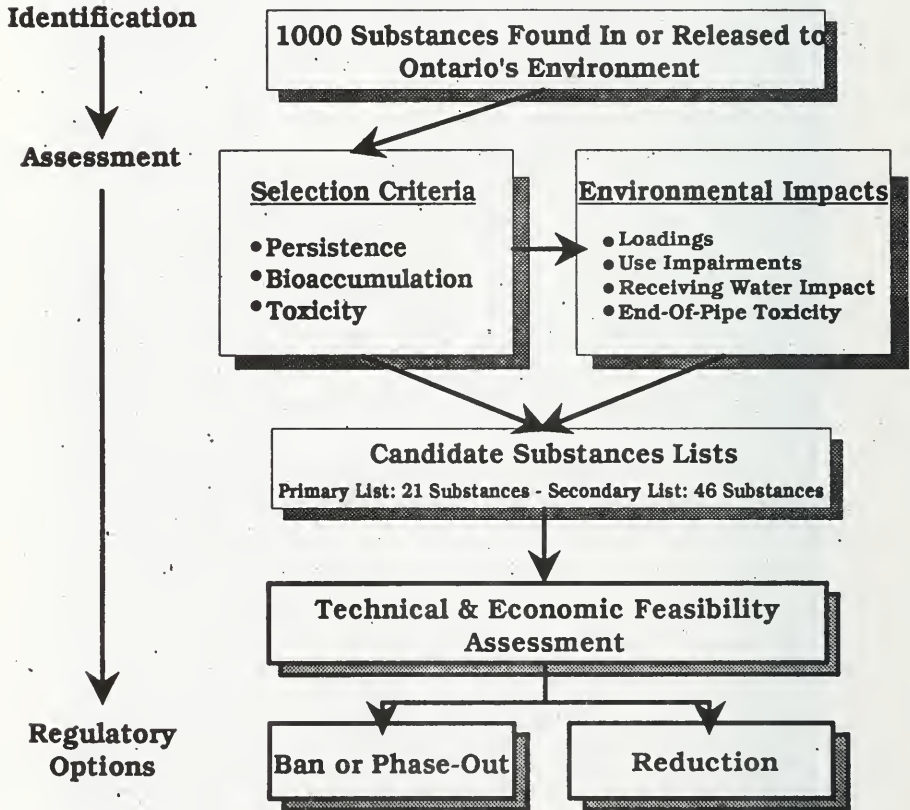 Identification
1000 Substances Found In or Released to
Ontario's Environment
Assessment
Selection Criteria
• Persistence
• Bioaccumulation
• Toxicity
Environmental Impacts
• Loadings
• Use Impairments
• Receiving Water Impact
• End-Of-Pipe Toxicity
Candidate Substances Lists
Primary List: 21 Substances - Secondary List: 46 Substances
Technical & Economic Feasibility
Assessment
Regulatory
Options
Ban or Phase-Out
Reduction